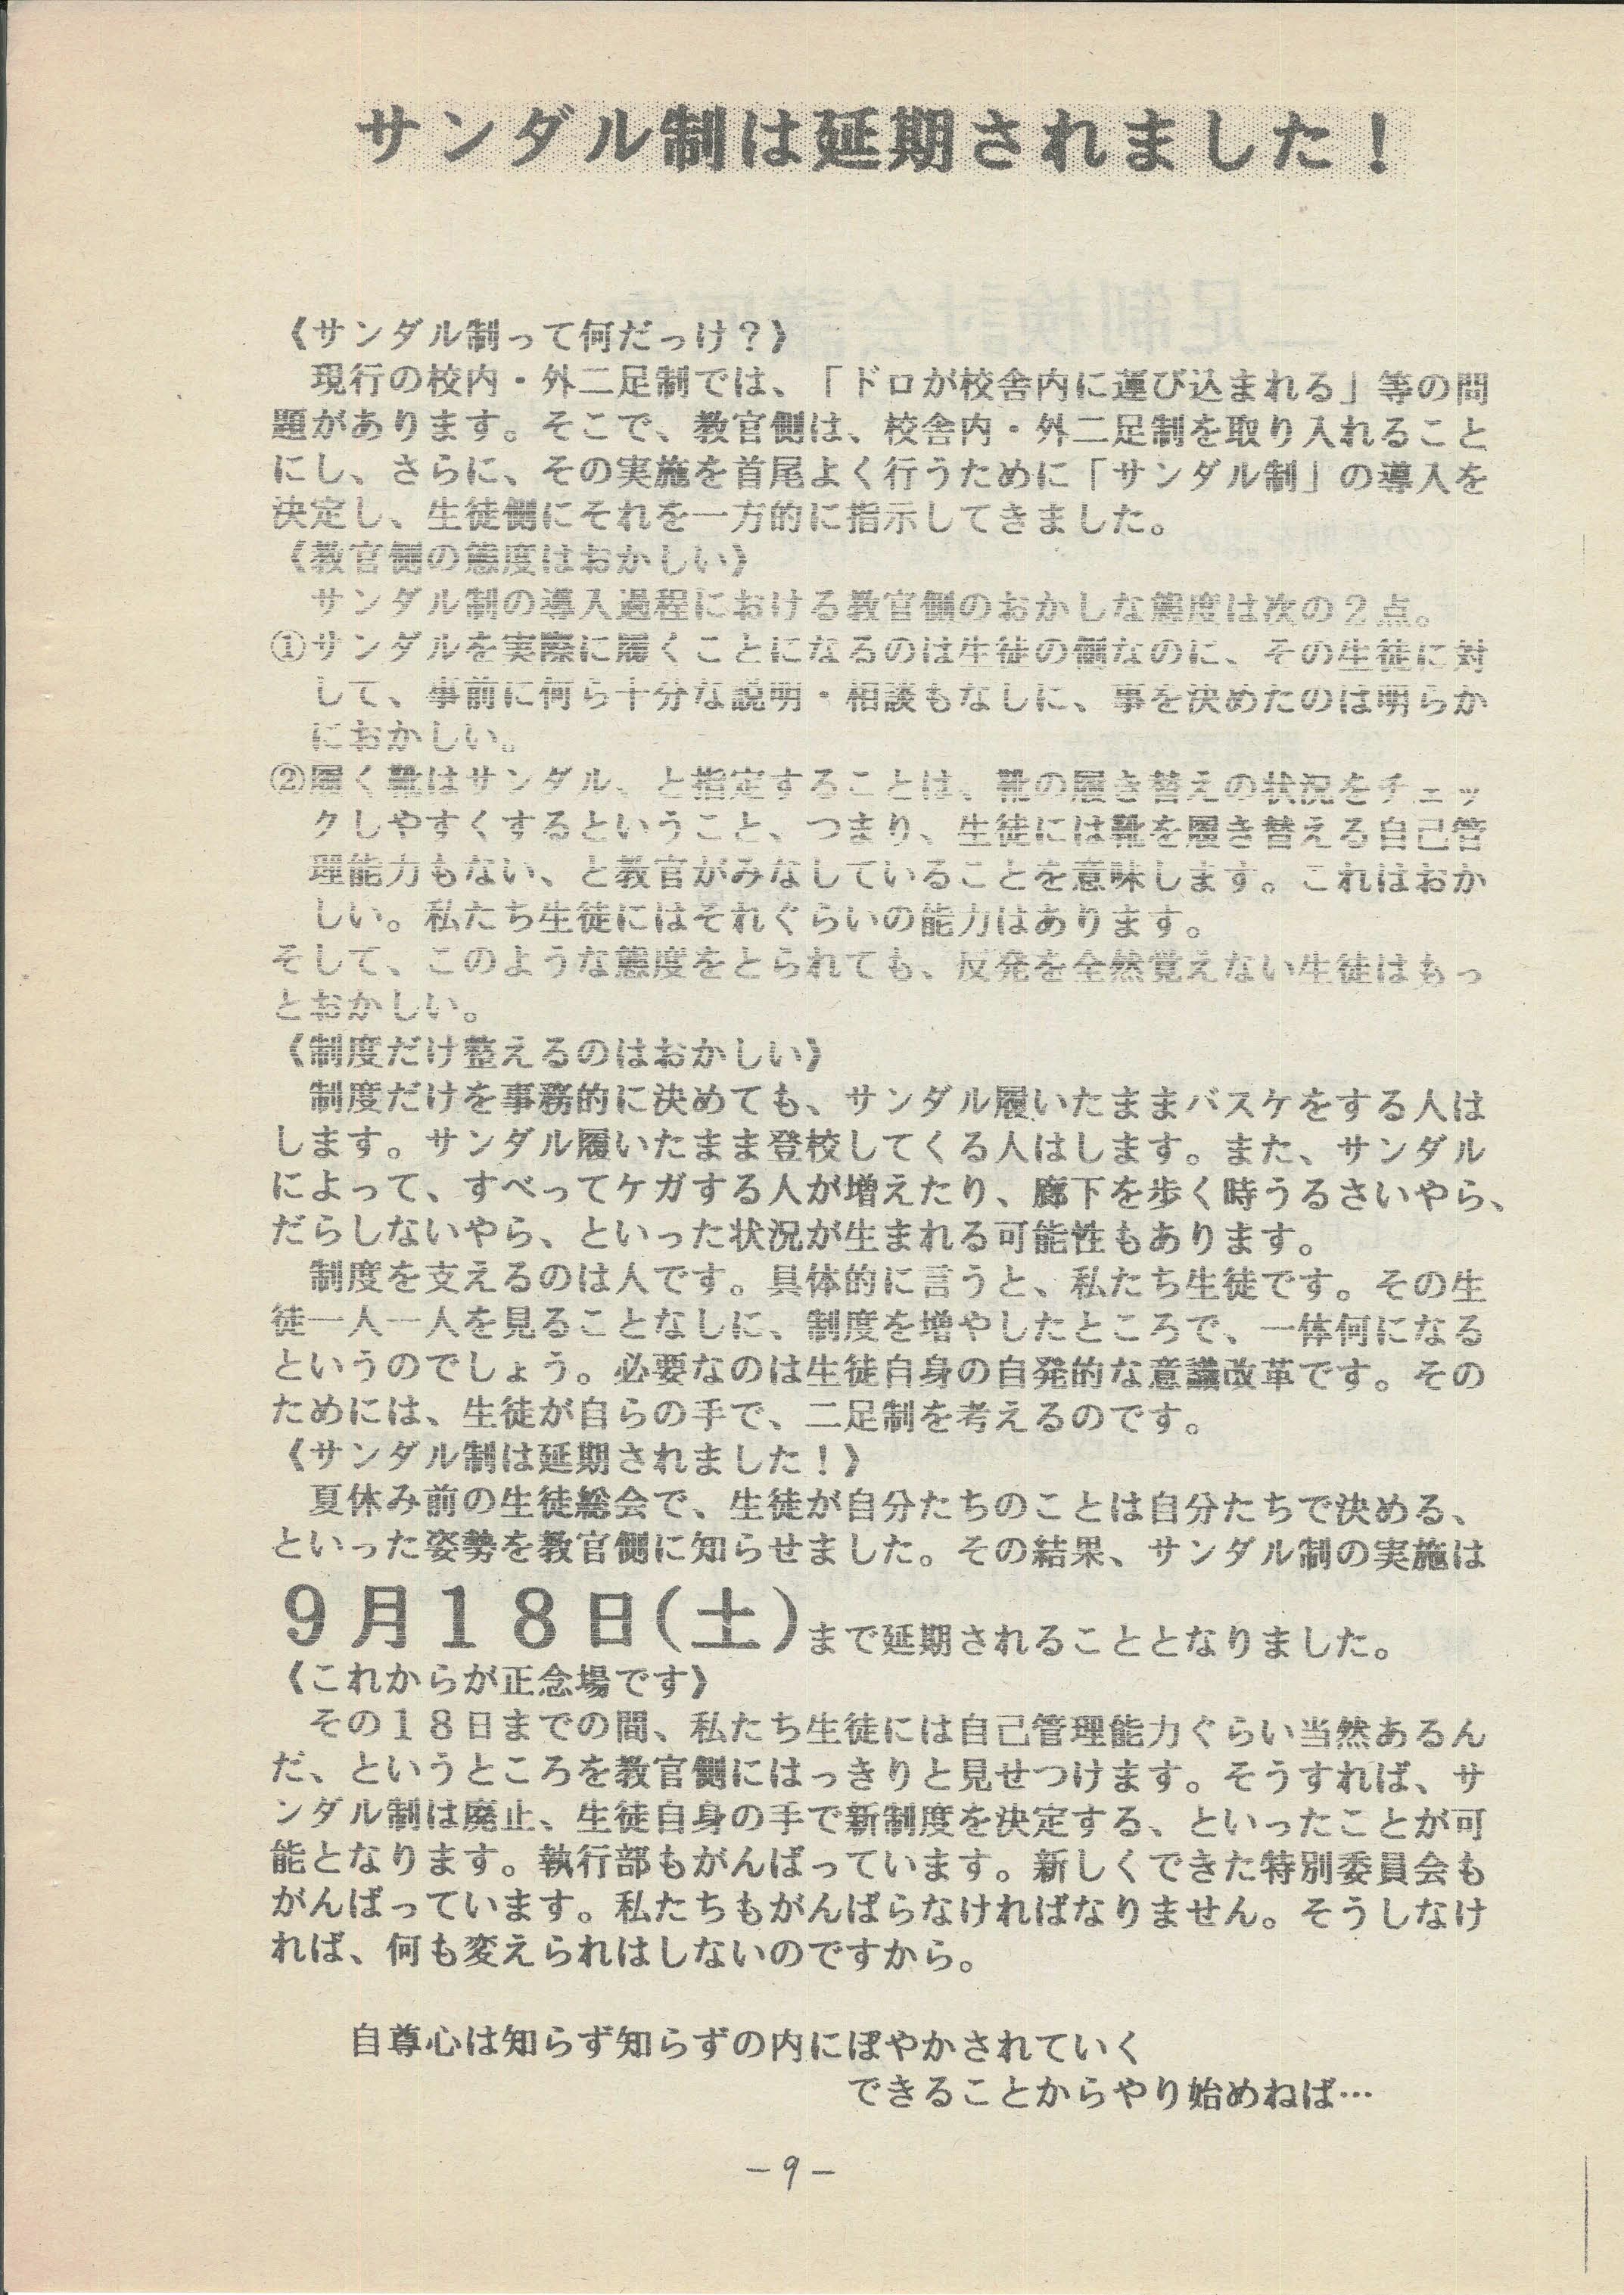 サンダル制は延期されました！
《サンダル制って何だっけ？》
現行の校内・外二足制では、「ドロが校舎内に運び込まれる」等の問
題があります。そこで、教官側は、校舎内・外二足制を取り入れること
にし、さらに、その実施を首尾よく行うために「サンダル制」の導入を
決定し、生徒側にそれを一方的に指示してきました。
《教官側の態度はおかしい》
サンダル制の導入過程における教官側のおかしな態度は次の２点。
①サンダルを実際に履くことになるのは生徒の側なのに、その生徒に対
して、事前に何ら十分な説明・相談もなしに、事を決めたのは明らか
におかしい。
②履く靴はサンダル、と指定することは、靴の履き替えの状況をチェッ
クしやすくするということ、つまり、生徒には靴を履き替える自己管
理能力もない、と教官がみなしていることを意味します。これはおか
しい。私たち生徒にはそれぐらいの能力はあります。
そして、このような態度をとられても、反発を全然覚えない生徒はもっ
とおかしい。
《制度だけ整えるのはおかしい》
制度だけを事務的に決めても、サンダル履いたままバスケをする人は
します。サンダル履いたまま登校してくる人はします。また、サンダル
によって、すべってケガする人が増えたり、廊下を歩く時うるさいやら、
だらしないやら、といった状況が生まれる可能性もあります。
制度を支えるのは人です。具体的に言うと、私たち生徒です。その生
徒一人一人を見ることなしに、制度を増やしたところで、一体何になる
というのでしょう。必要なのは生徒自身の自発的な意識改革です。その
ためには、生徒が自らの手で、二足制を考えるのです。
《サンダル制は延期されました！》
夏休み前の生徒総会で、生徒が自分たちのことは自分たちで決める、
といった姿勢を教官側に知らせました。その結果、サンダル制の実施は
９月１８日（土）まで延期されることとなりました。
《これからが正念場です》
その１８日までの間、私たち生徒には自己管理能力ぐらい当然あるん
だ、というところを教官側にはっきりと見せつけます。そうすれば、サ
ンダル制は廃止、生徒自身の手で新制度を決定する、といったことが可
能となります。執行部もがんばっています。新しくできた特別委員会も
がんばっています。私たちもがんばらなければなりません。そうしなけ
れば、何も変えられはしないのですから。
自尊心は知らず知らずの内にぼやかされていく
できることからやり始めねば…
－9－